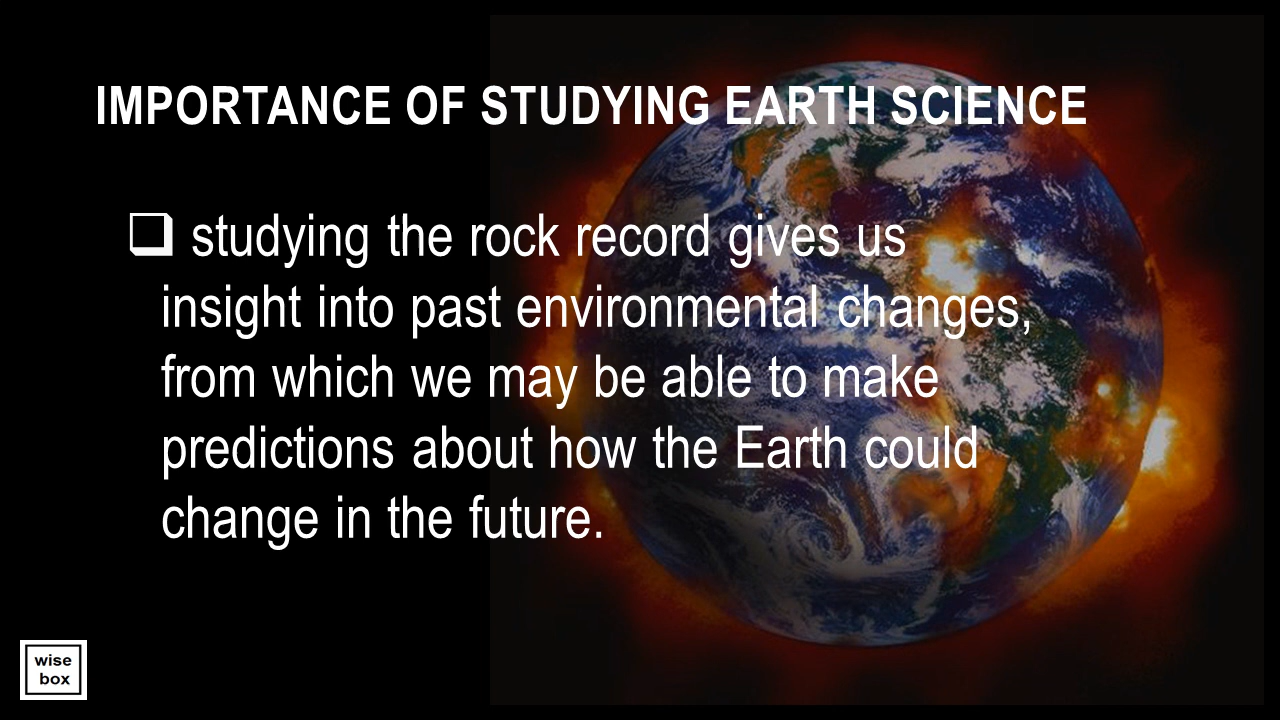 IMPORTANCE OF STUDYING EARTH SCIENCE
❑ studying the rock record gives us
insight into past environmental changes,
from which we may be able to make
predictions about how the Earth could
change in the future.
wise
box